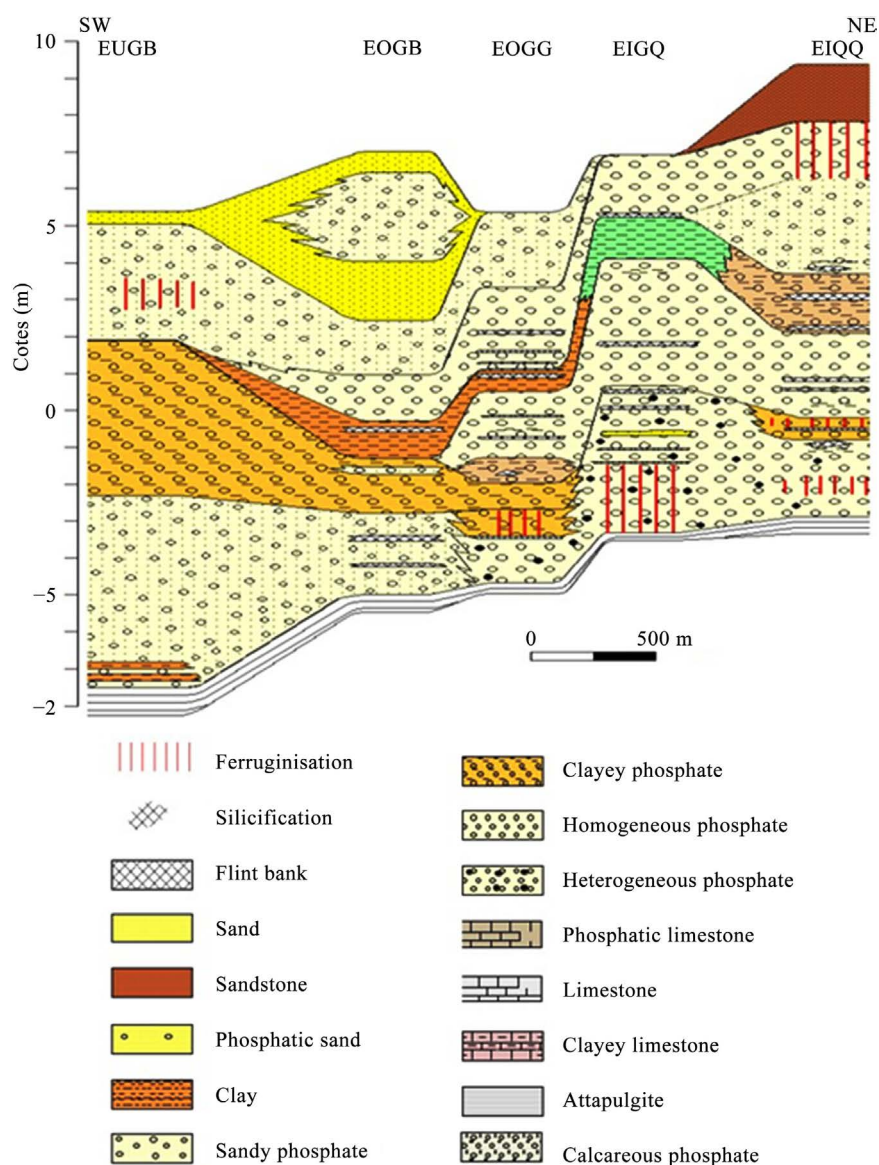 SW NE
EUGB EOGB EOGG EIGQ EIQQ
10
5
Cotes (m)
0
−5
−2
0 500 m
Ferruginisation
Silicification
Flint bank
Sand
Sandstone
Phosphatic sand
Clay
Sandy phosphate
Clayey phosphate
Homogeneous phosphate
Heterogeneous phosphate
Phosphatic limestone
Limestone
Clayey limestone
Attapulgite
Calcareous phosphate